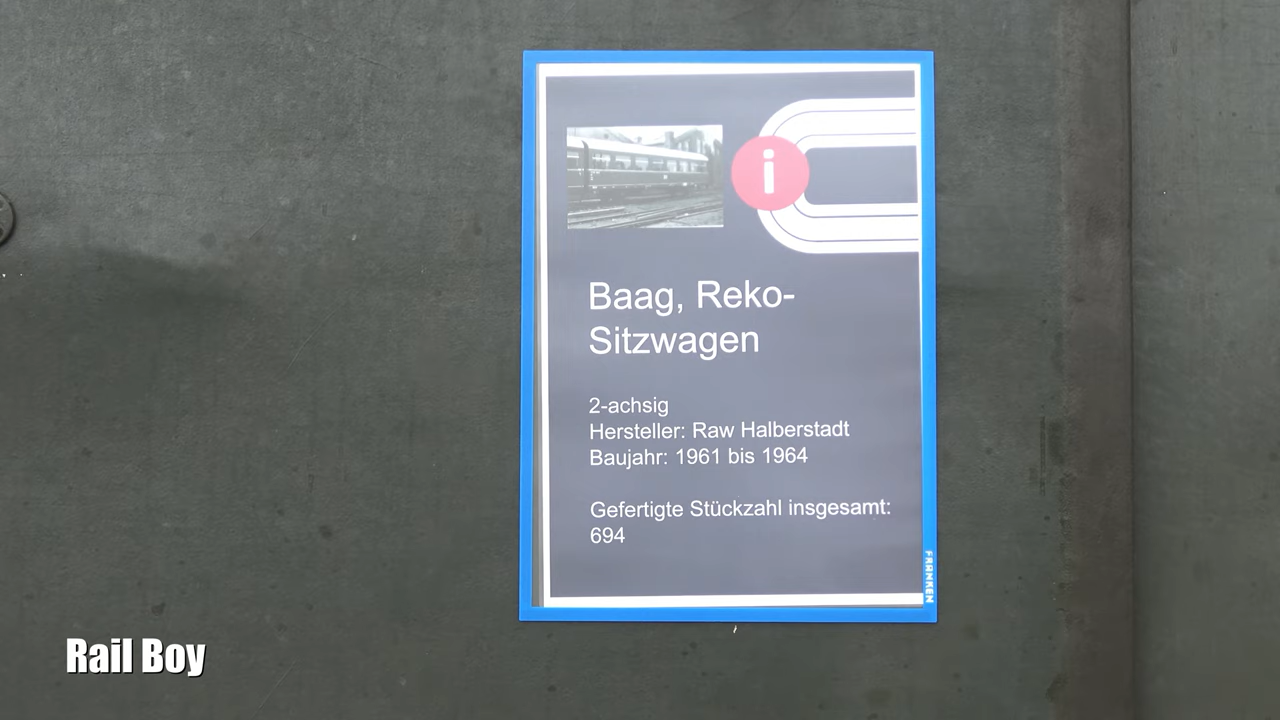 i
Baag, Reko-
Sitzwagen
2-achsig
Hersteller: Raw Halberstadt
Baujahr: 1961 bis 1964
Gefertigte Stückzahl insgesamt:
694
FRANKEN
Rail Boy